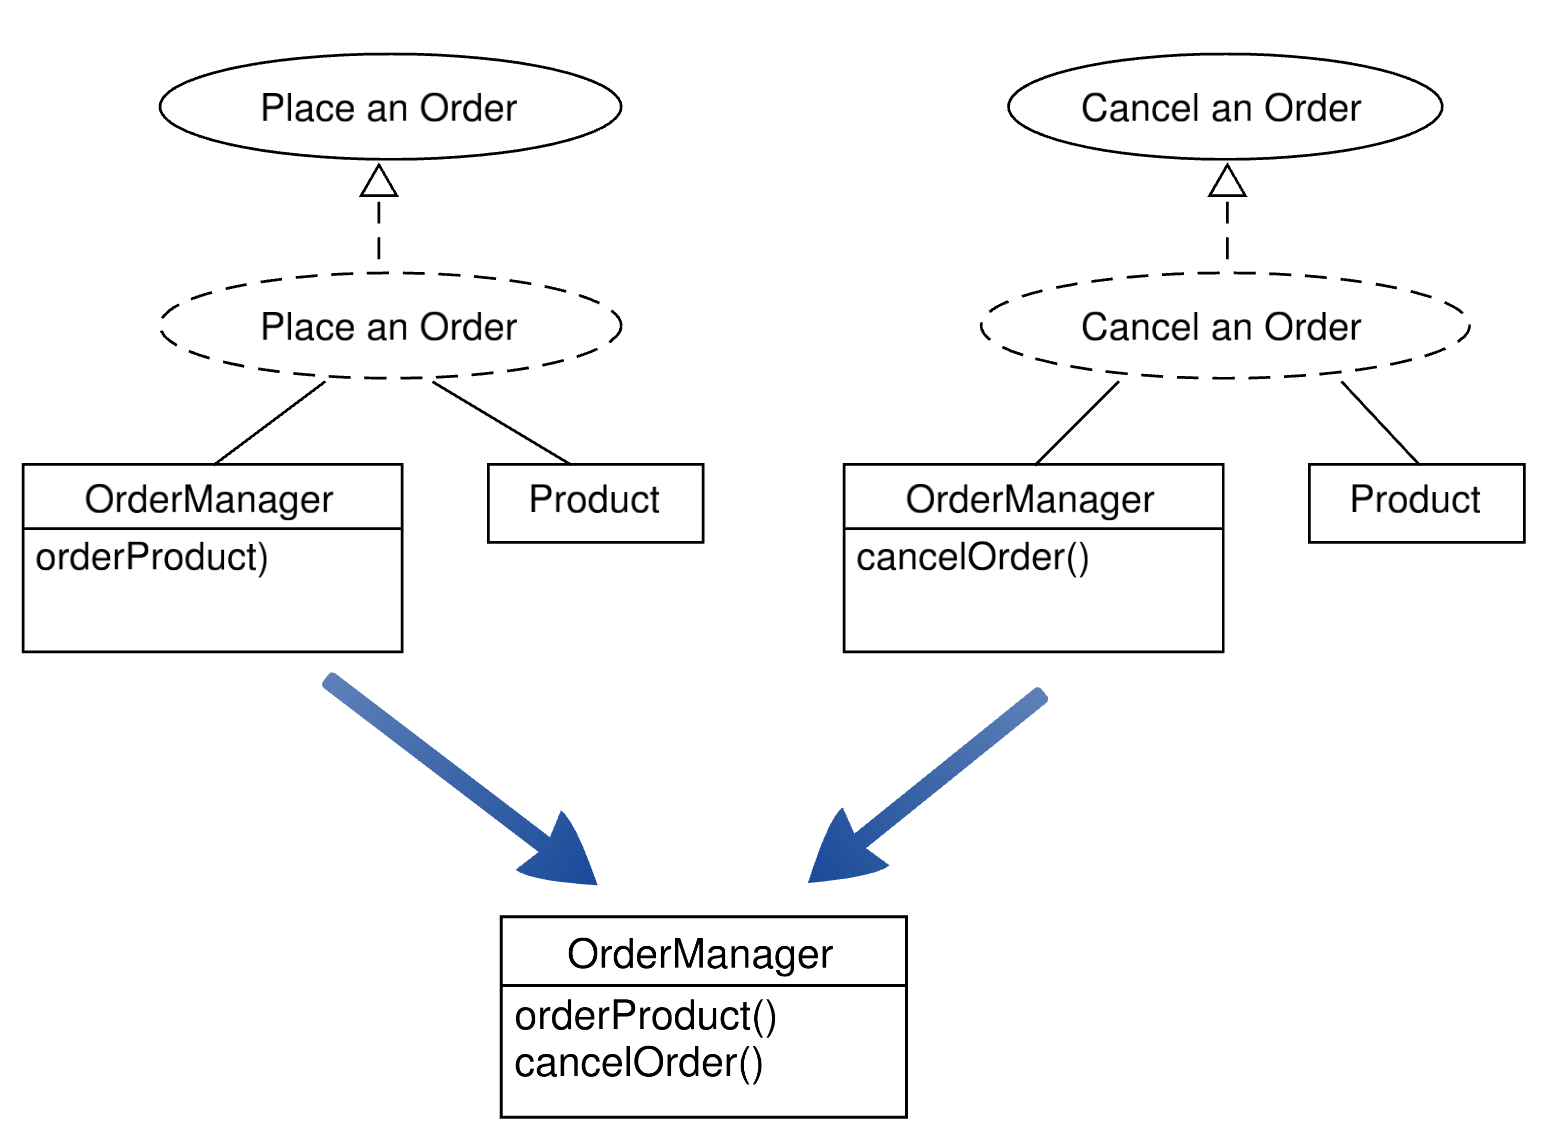 Place an Order
Cancel an Order
Place an Order
Cancel an Order
OrderManager
Product
OrderManager
Product
orderProduct)
cancelOrder()
OrderManager
orderProduct()
cancelOrder()